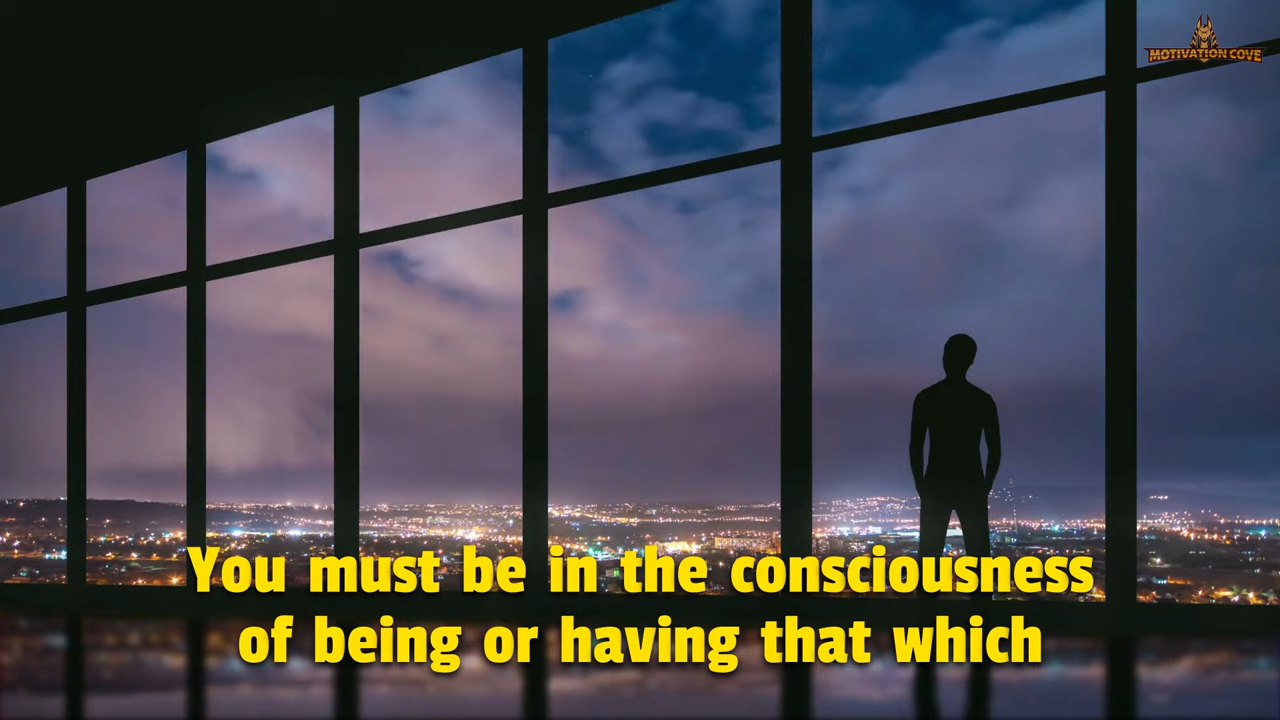 MOTIVATION COVE
You must be in the consciousness
of being or having that which